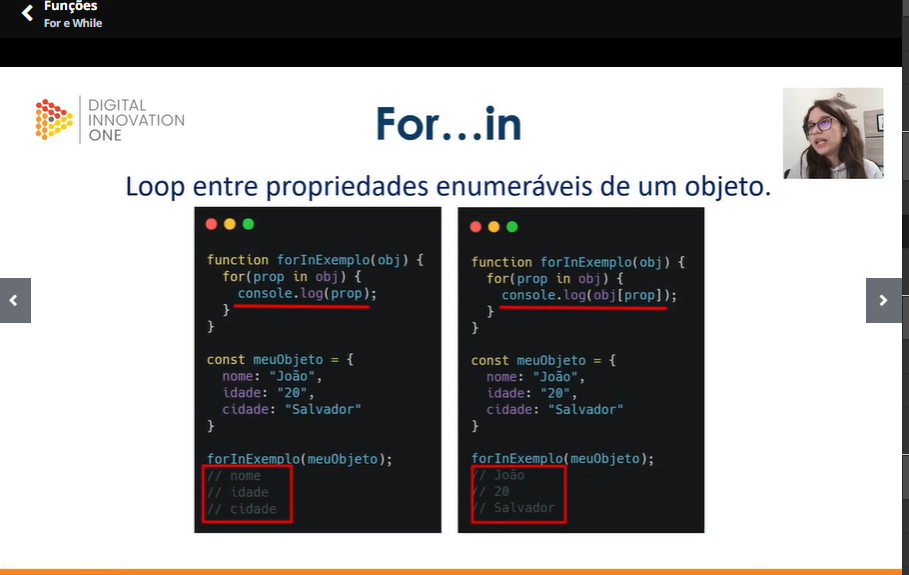 Funções
For e While
DIGITAL
INNOVATION
ONE
For...in
Loop entre propriedades enumeráveis de um objeto.
function forInExemplo(obj) {
for(prop in obj) {
console.log(prop);
}
}
const meuObjeto = {
nome: "João",
idade: "20",
cidade: "Salvador"
}
forInExemplo(meuObjeto);
// nome
// idade
// cidade
function forInExemplo(obj) {
for(prop in obj) {
console.log(obj[prop]);
}
}
const meuObjeto = {
nome: "João",
idade: "20",
cidade: "Salvador"
}
forInExemplo(meuObjeto);
// João
// 20
// Salvador